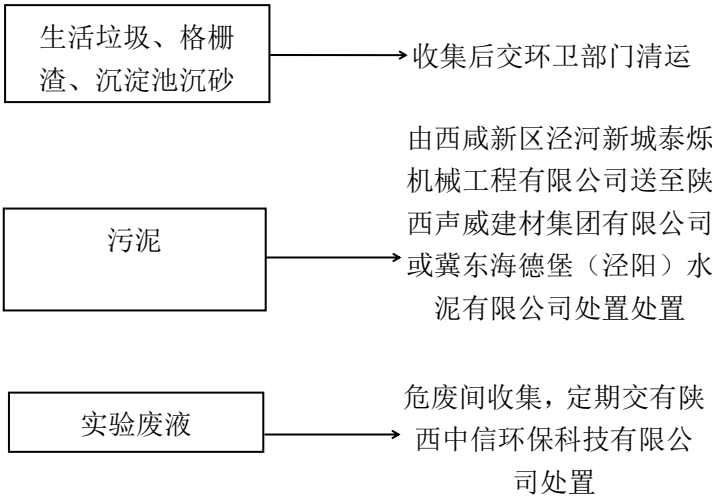 生活垃圾、格栅
渣、沉淀池沉砂
收集后交环卫部门清运
由西咸新区泾河新城泰烁
机械工程有限公司送至陕
西声威建材集团有限公司
或冀东海德堡（泾阳）水
泥有限公司处置处置
污泥
实验废液
危废间收集，定期交有陕
西中信环保科技有限公
司处置